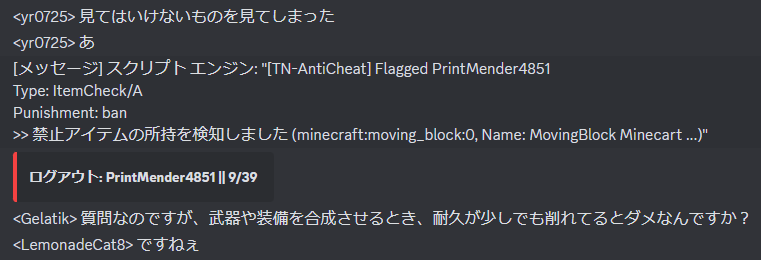 <yr0725> 見てはいけないものを見てしまった
<yr0725> あ
[メッセージ] スクリプト エンジン: "[TN-AntiCheat] Flagged PrintMender4851
Type: ItemCheck/A
Punishment: ban
>> 禁止アイテムの所持を検知しました (minecraft:moving_block:0, Name: MovingBlock Minecart ...)"
ログアウト: PrintMender4851 || 9/39
<Gelatik> 質問なのですが、武器や装備を合成させるとき、耐久が少しでも削れてるとダメなんですか？
<LemonadeCat8> ですねぇ